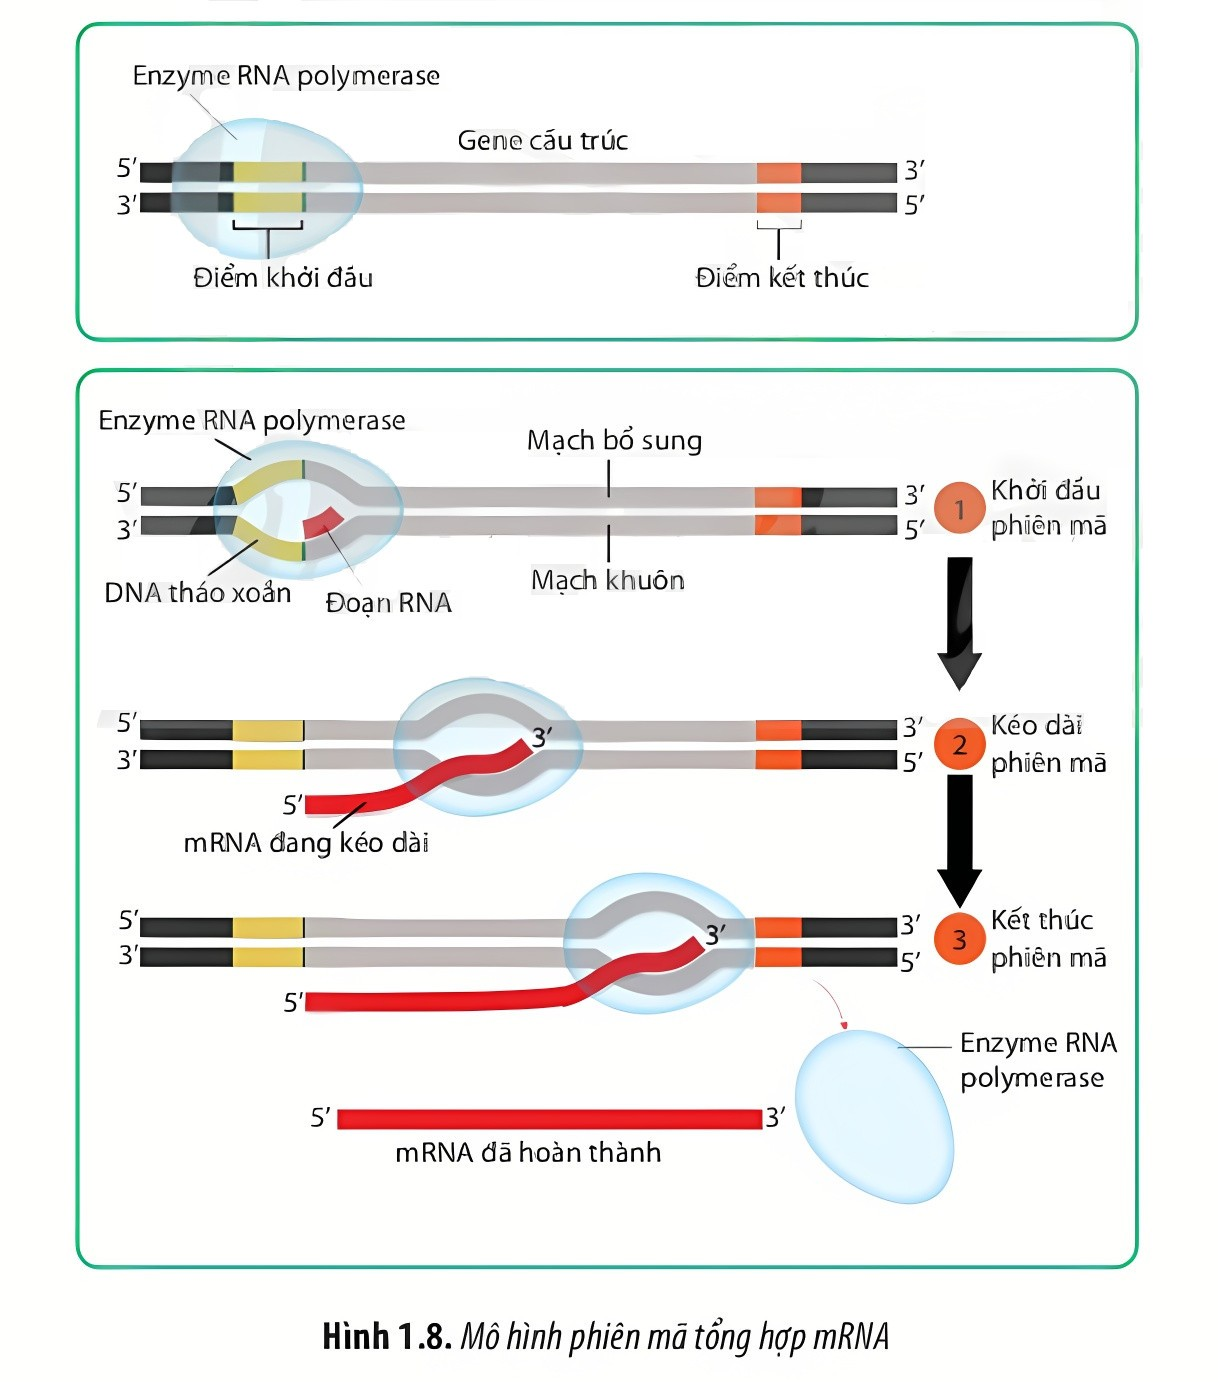 Enzyme RNA polymerase
Gene cấu trúc
5′ 3′
3′ 5′
Điểm khởi đầu Điểm kết thúc
Enzyme RNA polymerase
Mạch bổ sung
5′ 3′
3′ 5′
1 Khởi đầu
phiên mã
DNA tháo xoắn
Đoạn RNA
Mạch khuôn
5′ 3′
3′ 5′
3′
5′
2 Kéo dài
phiên mã
mRNA đang kéo dài
5′ 3′
3′ 5′
3′
5′
3 Kết thúc
phiên mã
Enzyme RNA
polymerase
5′ 3′
mRNA đã hoàn thành
Hình 1.8. Mô hình phiên mã tổng hợp mRNA